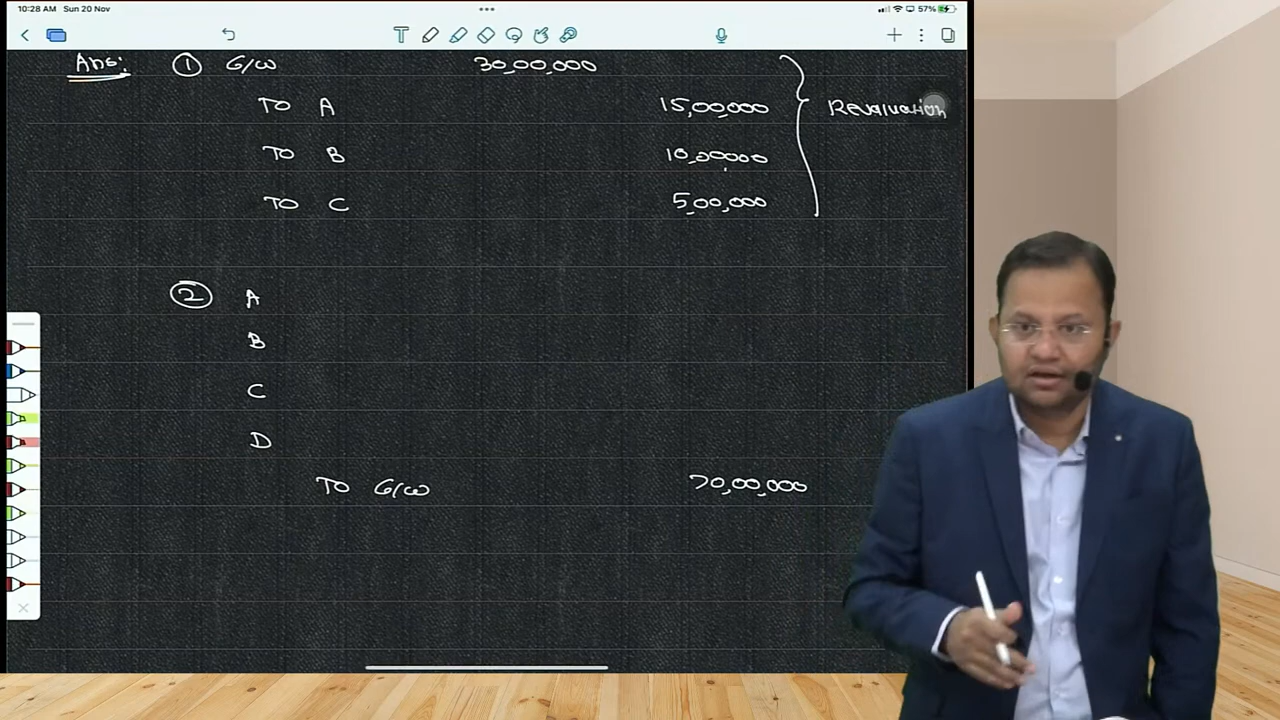 10:28 AM Sun 20 Nov
57%
Ans: 1 G/W 30,00,000
TO A 15,00,000 Revaluation
TO B 10,00000
TO C 5,00,000
2 A
B
C
D
TO G/W 70,00,000